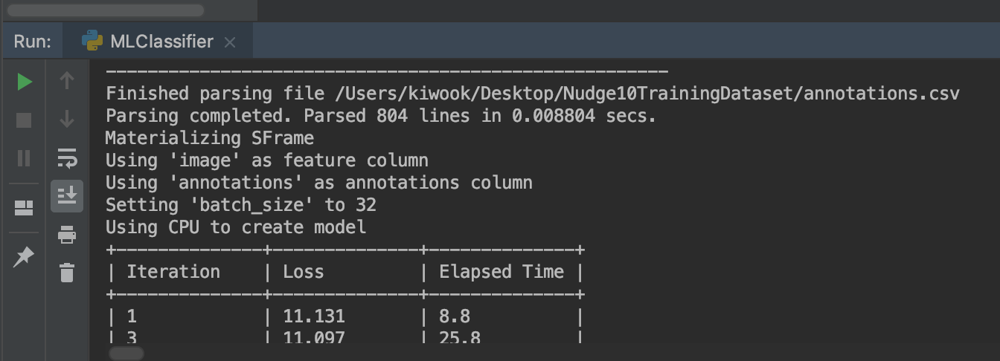 Run: MLClassifier
------------------------------------------------------
Finished parsing file /Users/kiwook/Desktop/Nudge10TrainingDataset/annotations.csv
Parsing completed. Parsed 804 lines in 0.008804 secs.
Materializing SFrame
Using 'image' as feature column
Using 'annotations' as annotations column
Setting 'batch_size' to 32
Using CPU to create model
+--------------+--------------+--------------+
| Iteration    | Loss         | Elapsed Time |
+--------------+--------------+--------------+
| 1            | 11.131       | 8.8          |
| 3            | 11.097       | 25.8         |